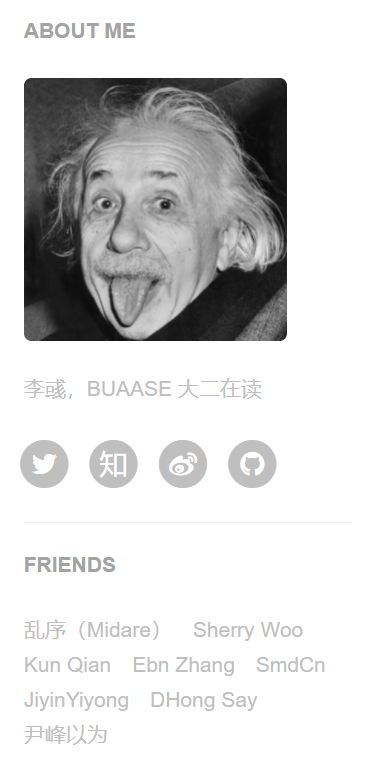 ABOUT ME
李彧，BUAASE 大二在读
知
FRIENDS
乱序（Midare） Sherry Woo
Kun Qian Ebn Zhang SmdCn
JiyinYiyong DHong Say
尹峰以为